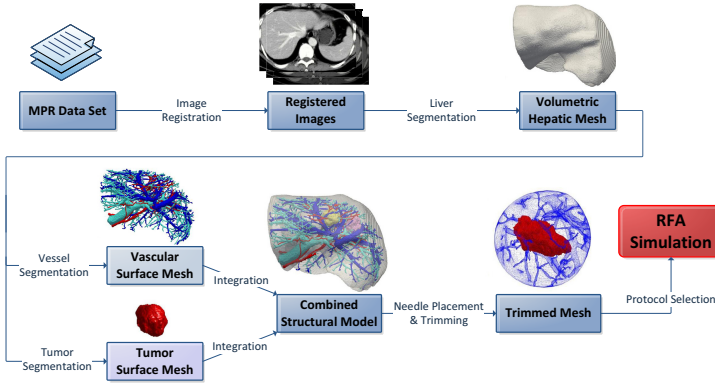 MPR Data Set
Image
Registration
Registered
Images
Liver
Segmentation
Volumetric
Hepatic Mesh
Vessel
Segmentation
Vascular
Surface Mesh
Integration
Tumor
Segmentation
Tumor
Surface Mesh
Integration
Combined
Structural Model
Needle Placement
& Trimming
Trimmed Mesh
Protocol Selection
RFA
Simulation